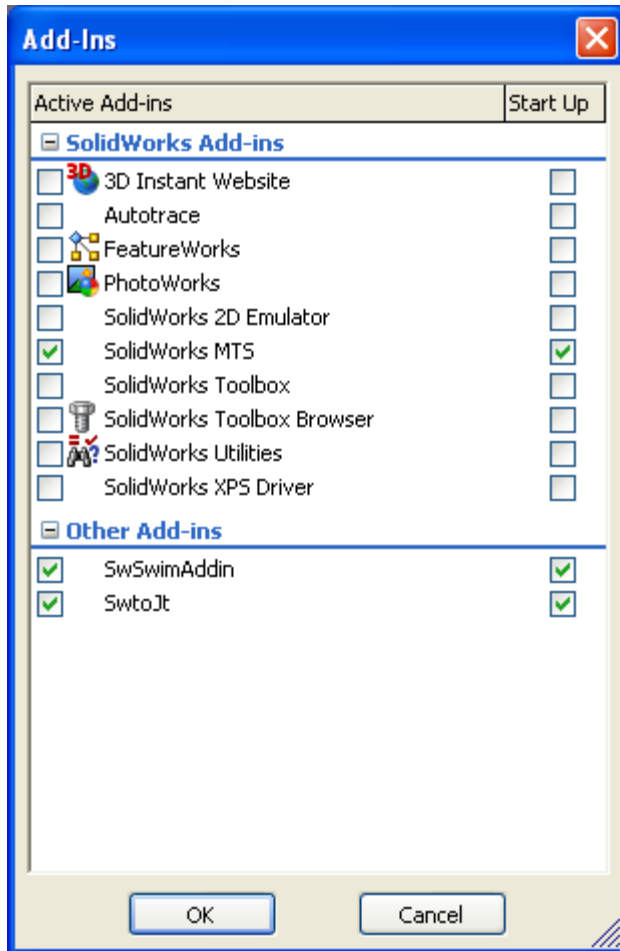 Add-Ins
Active Add-ins Start Up
SolidWorks Add-ins
3D 3D Instant Website
Autotrace
FeatureWorks
PhotoWorks
SolidWorks 2D Emulator
SolidWorks MTS
SolidWorks Toolbox
SolidWorks Toolbox Browser
SolidWorks Utilities
SolidWorks XPS Driver
Other Add-ins
SwSwimAddin
SwtoJt
OK Cancel